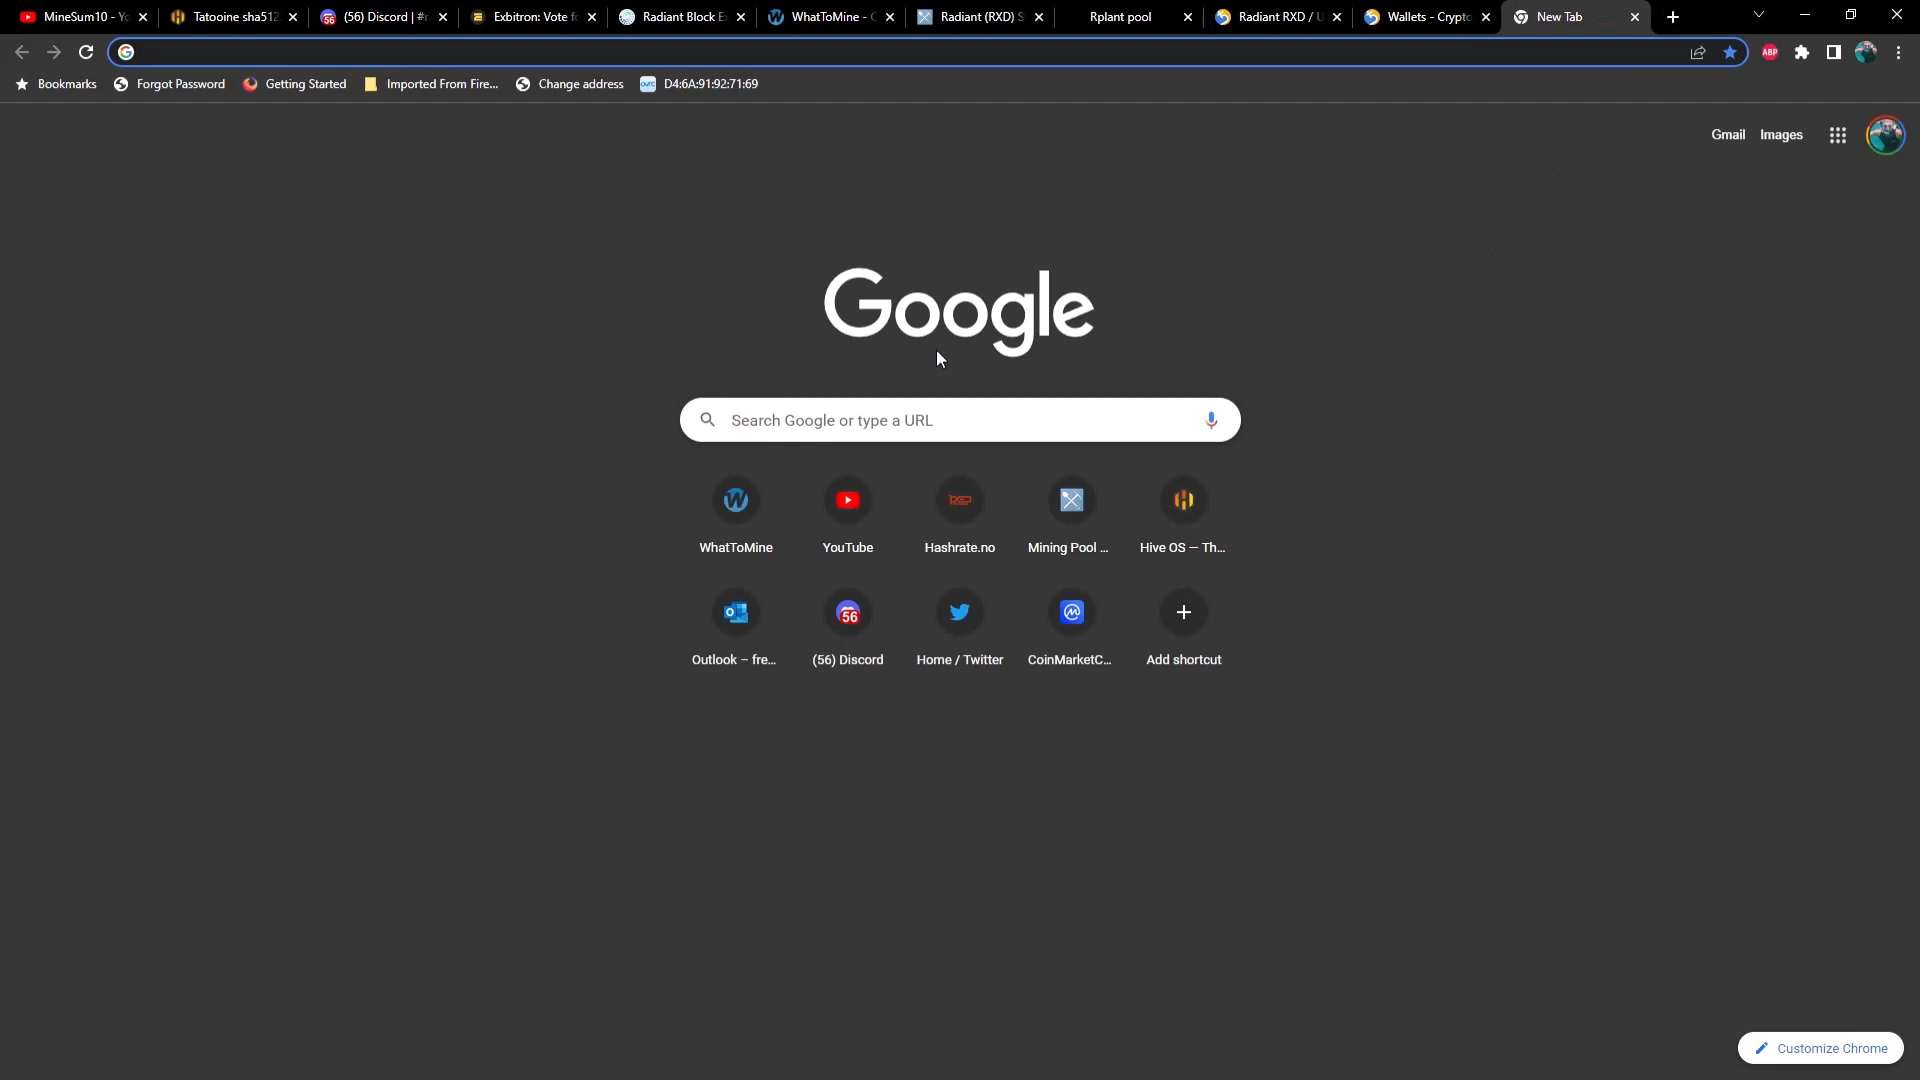 MineSum10 - Yo
Tatooine sha512
(56) Discord | #r
Exbitron: Vote fo
Radiant Block Ex
WhatToMine - C
Radiant (RXD) S
Rplant pool
Radiant RXD / U
Wallets - Crypto
New Tab
Bookmarks
Forgot Password
Getting Started
Imported From Fire...
Change address
D4:6A:91:92:71:69
ABP
Gmail
Images
Google
Search Google or type a URL
WhatToMine
YouTube
Hashrate.no
Mining Pool ...
Hive OS — Th...
56
Outlook – fre...
(56) Discord
Home / Twitter
CoinMarketC...
Add shortcut
Customize Chrome